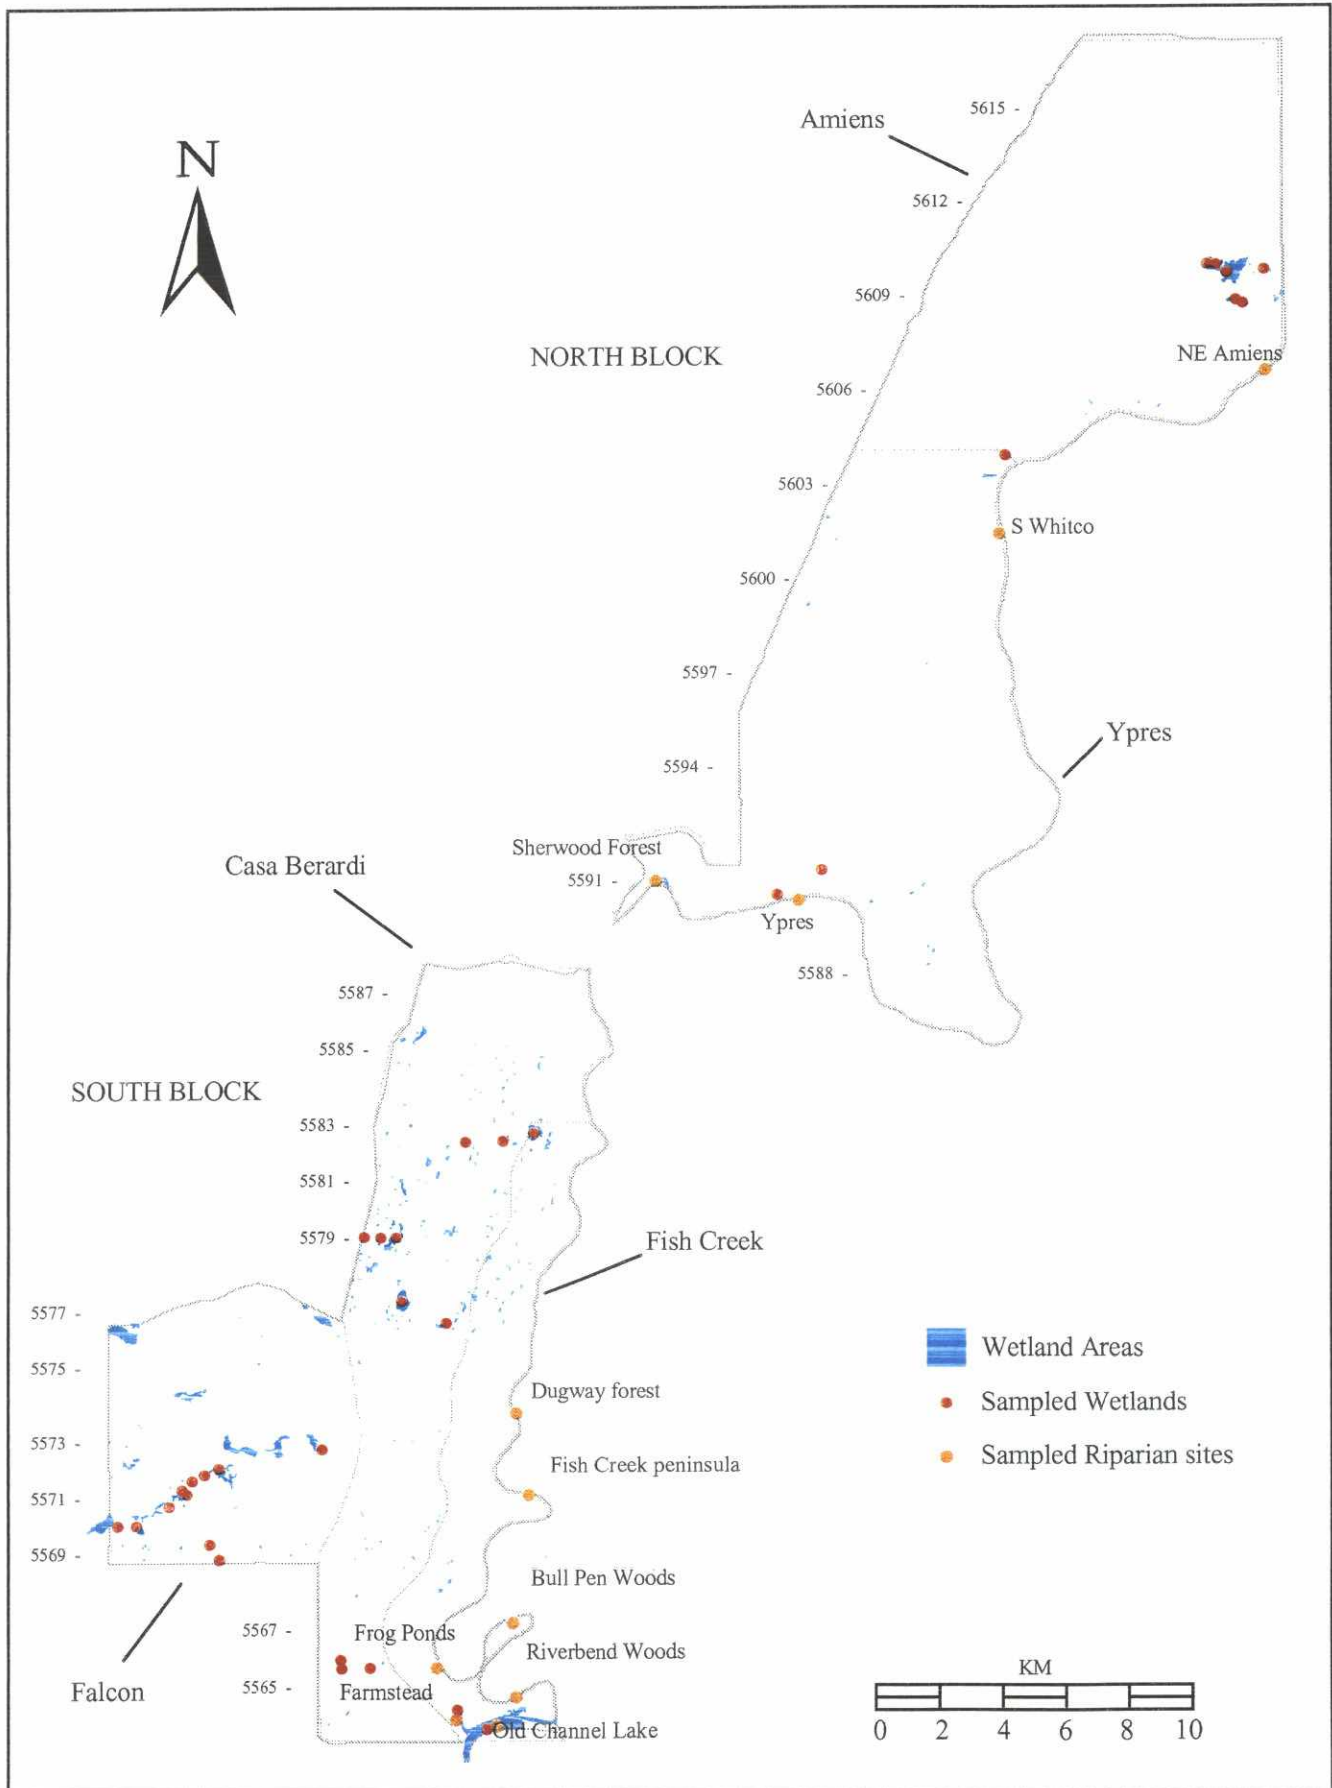 5615 -
Amiens
N
5612 -
5609 -
NORTH BLOCK
NE Amiens
5606 -
5603 -
S Whitco
5600 -
5597 -
Ypres
5594 -
Sherwood Forest
Casa Berardi
5591 -
Ypres
5588 -
5587 -
5585 -
SOUTH BLOCK
5583 -
5581 -
5579 -
Fish Creek
5577 -
Wetland Areas
5575 -
Dugway forest
Sampled Wetlands
5573 -
Sampled Riparian sites
Fish Creek peninsula
5571 -
5569 -
Bull Pen Woods
5567 -
Frog Ponds
Riverbend Woods
KM
5565 -
Farmstead
Falcon
Old Channel Lake
0 2 4 6 8 10